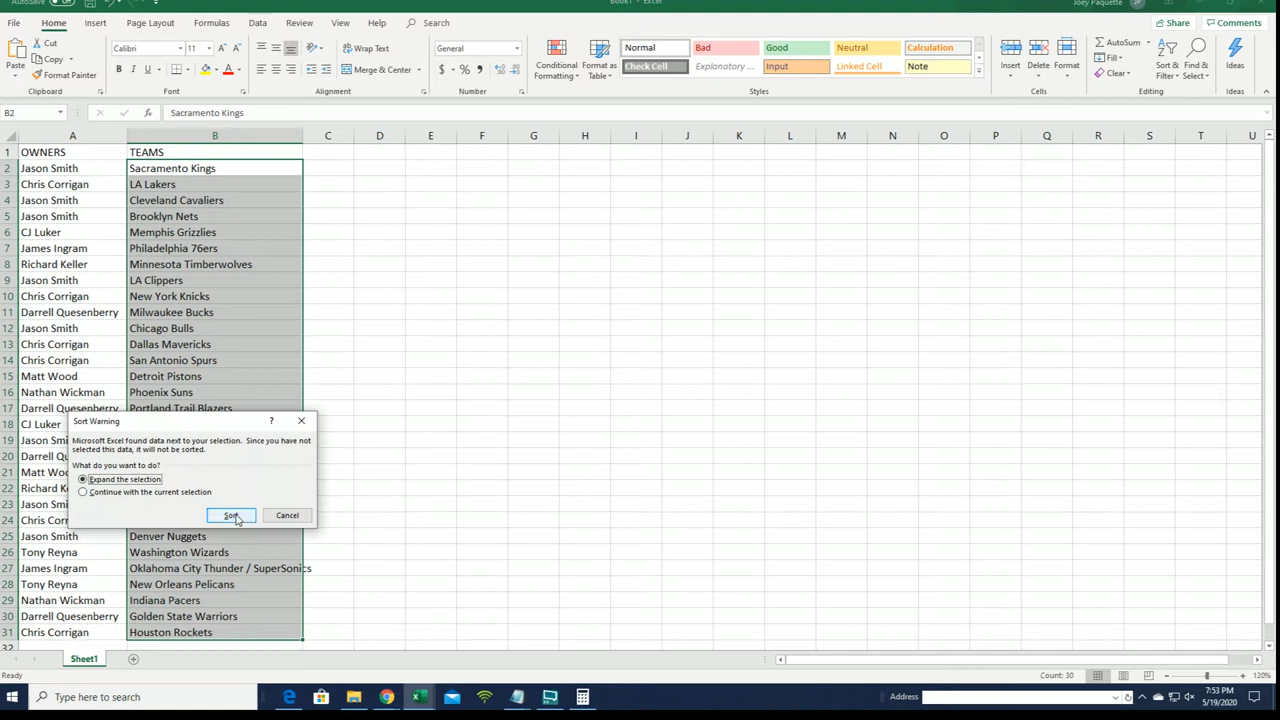 AutoSave Off Book1 - Excel Joey Paquette JP
File Home Insert Page Layout Formulas Data Review View Help Search Share Comments
Paste Cut Copy Format Painter Clipboard
Calibri 11 A A B I U Font
Wrap Text Merge & Center Alignment
General $ % Number
Conditional Formatting Format as Table
Normal Bad Good Neutral Calculation
Check Cell Explanatory ... Input Linked Cell Note
Styles
Insert Delete Format Cells
AutoSum Fill Clear Sort & Filter Find & Select Editing
Ideas Ideas
B2 fx Sacramento Kings
A B C D E F G H I J K L M N O P Q R S T U
1 OWNERS TEAMS
2 Jason Smith Sacramento Kings
3 Chris Corrigan LA Lakers
4 Jason Smith Cleveland Cavaliers
5 Jason Smith Brooklyn Nets
6 CJ Luker Memphis Grizzlies
7 James Ingram Philadelphia 76ers
8 Richard Keller Minnesota Timberwolves
9 Jason Smith LA Clippers
10 Chris Corrigan New York Knicks
11 Darrell Quesenberry Milwaukee Bucks
12 Jason Smith Chicago Bulls
13 Chris Corrigan Dallas Mavericks
14 Chris Corrigan San Antonio Spurs
15 Matt Wood Detroit Pistons
16 Nathan Wickman Phoenix Suns
17 Darrell Quesenberry Portland Trail Blazers
18 CJ Luker
19 Jason Smi
20 Darrell Qu
21 Matt Woo
22 Richard Ke
23 Jason Smi
24 Chris Corr
Sort Warning ?
Microsoft Excel found data next to your selection. Since you have not
selected this data, it will not be sorted.
What do you want to do?
Expand the selection
Continue with the current selection
Sort Cancel
25 Jason Smith Denver Nuggets
26 Tony Reyna Washington Wizards
27 James Ingram Oklahoma City Thunder / SuperSonics
28 Tony Reyna New Orleans Pelicans
29 Nathan Wickman Indiana Pacers
30 Darrell Quesenberry Golden State Warriors
31 Chris Corrigan Houston Rockets
32
Sheet1
Ready Count: 30 120%
Type here to search Address 7:53 PM
5/19/2020